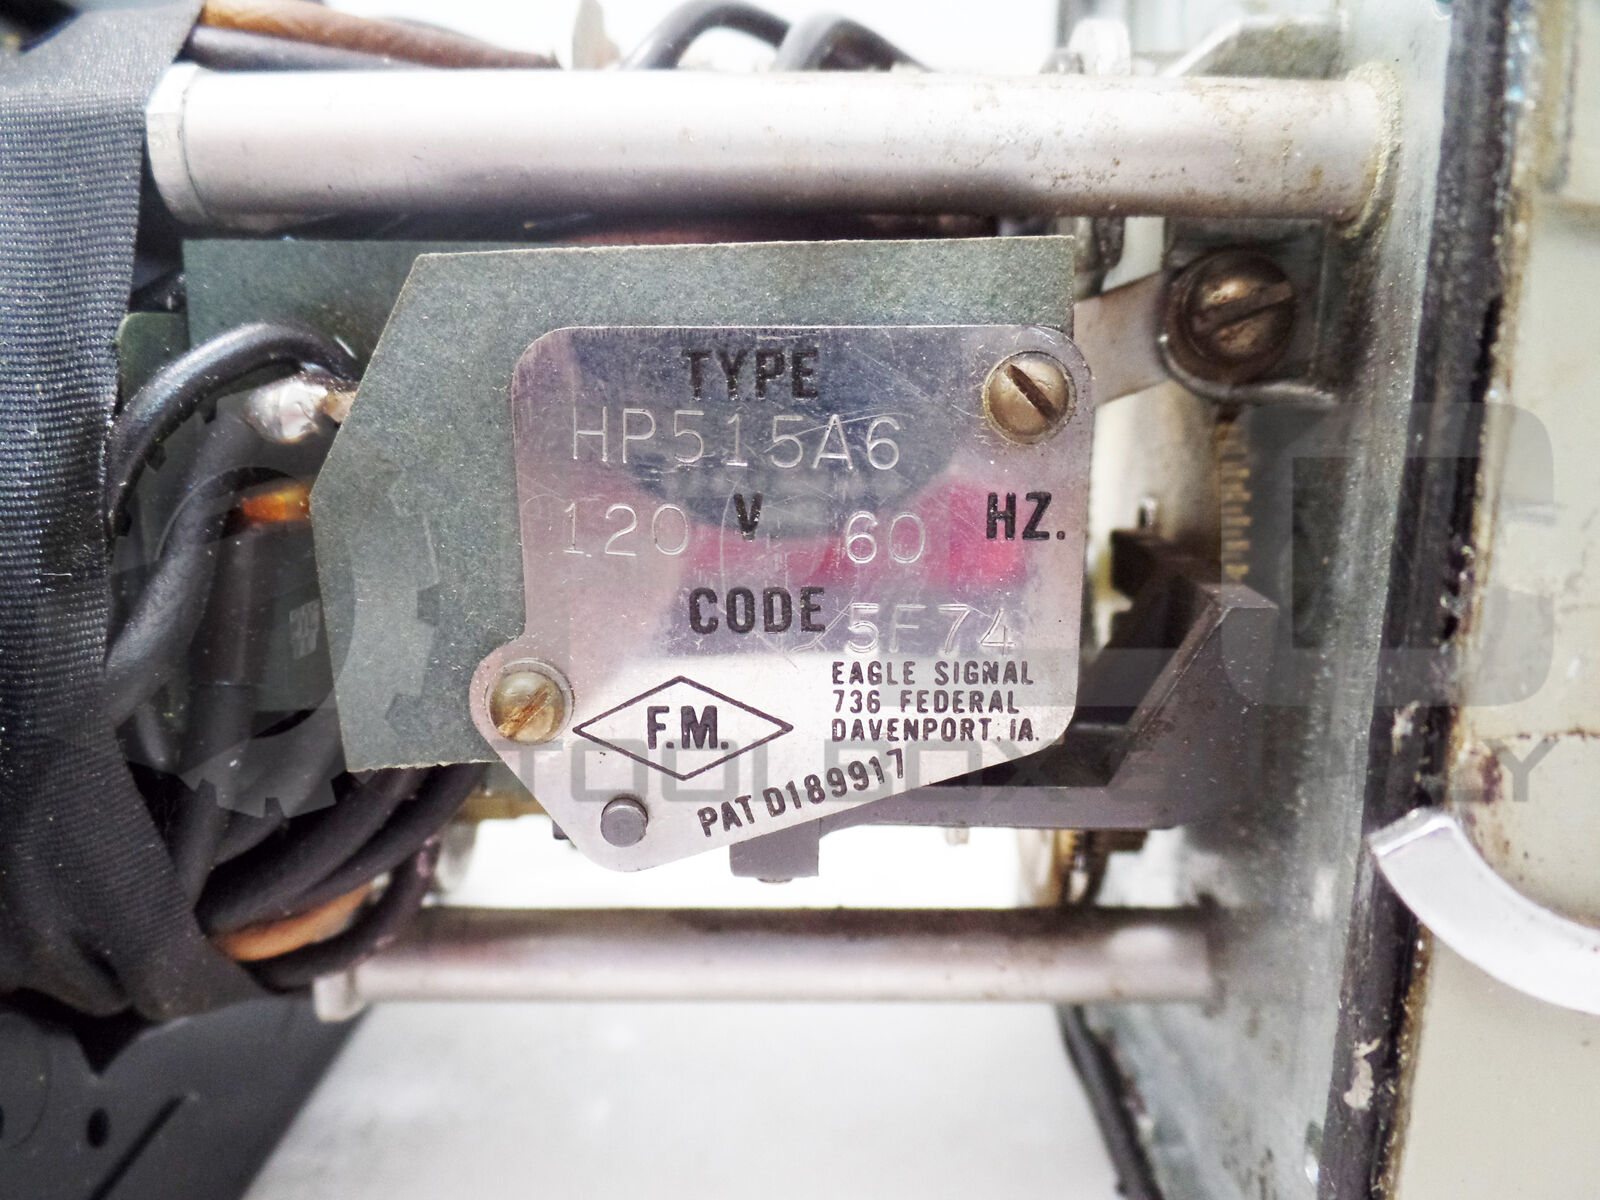 TYPE
HP515A6
120 V 60 HZ.
CODE 5F74
EAGLE SIGNAL
736 FEDERAL
DAVENPORT, IA.
F.M.
PAT D189917